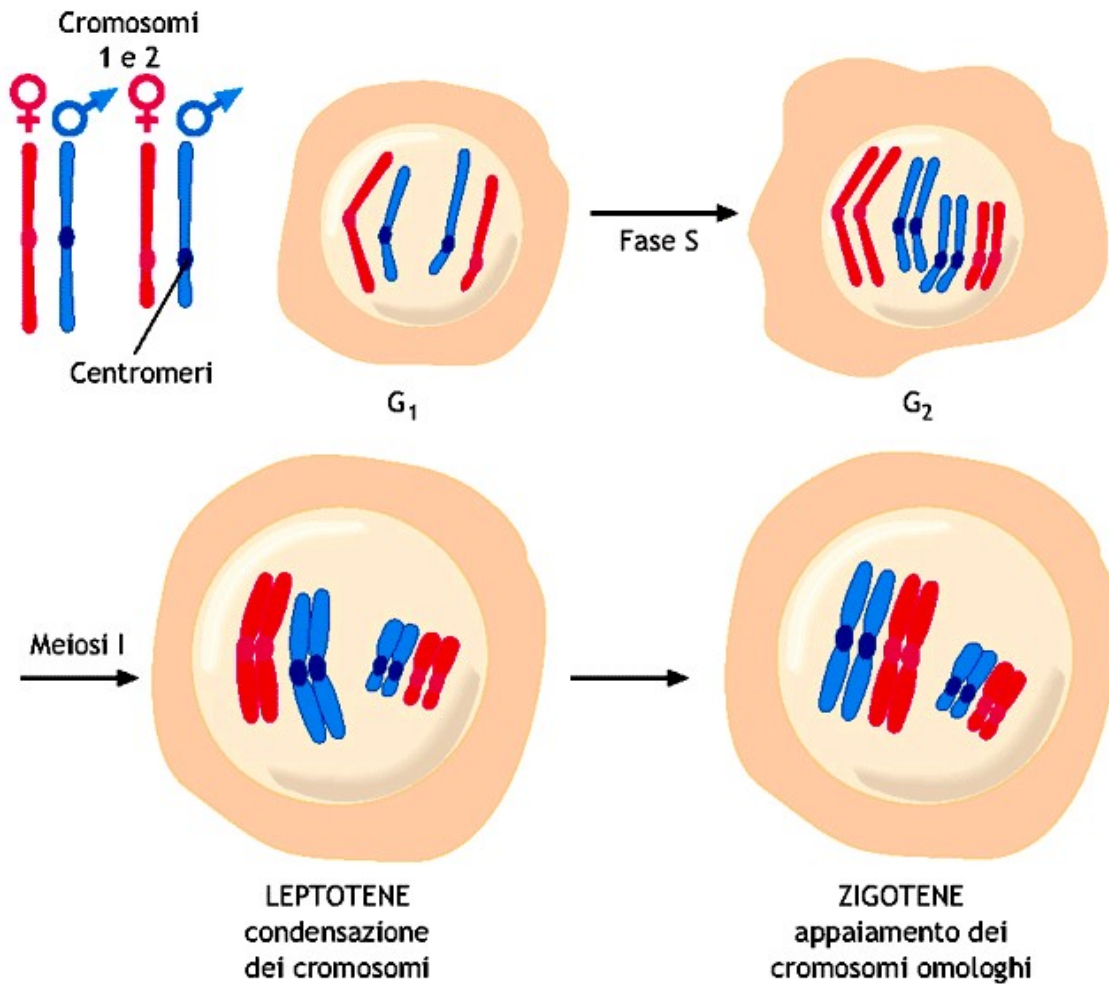 Cromosomi
1 e 2
Centromeri
G₁
Fase S
G₂
Meiosi I
LEPTOTENE
condensazione
dei cromosomi
ZIGOTENE
appaiamento dei
cromosomi omologhi